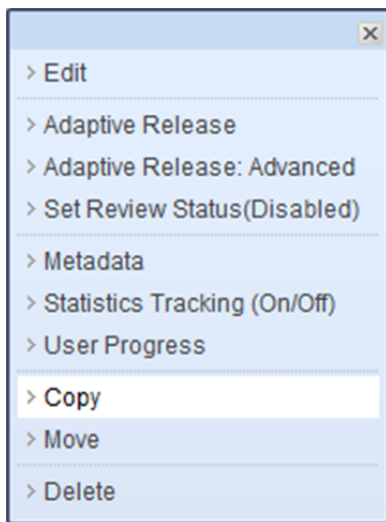 Edit
Adaptive Release
Adaptive Release: Advanced
Set Review Status(Disabled)
Metadata
Statistics Tracking (On/Off)
User Progress
Copy
Move
Delete